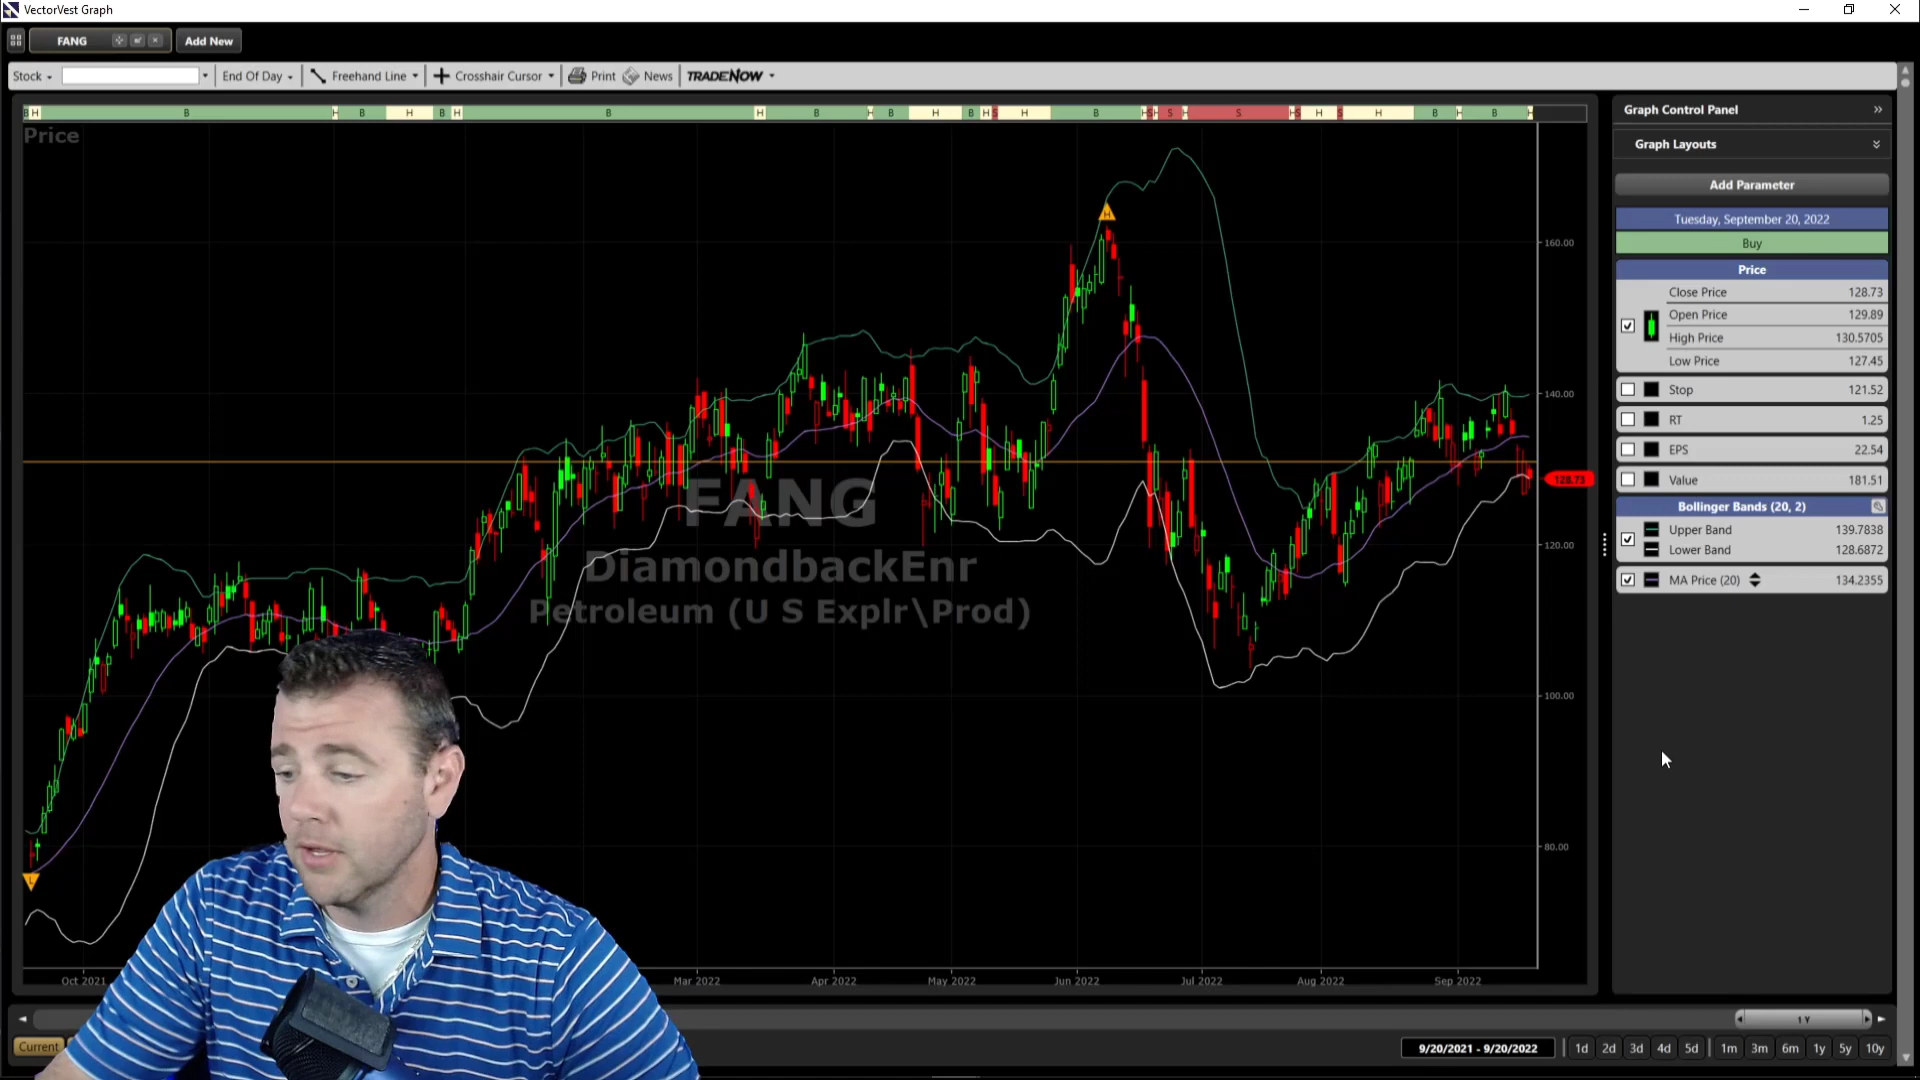 VectorVest Graph
FANG
Add New
Stock
End Of Day
Freehand Line
Crosshair Cursor
Print
News
TRADENOW
B H B H B H B H B H B H B H B H S H B H S H S H S H S H S H B H B H
Price
FANG
DiamondbackEnr
Petroleum (U S Explr\Prod)
160.00
140.00
128.73
120.00
100.00
80.00
Oct 2021
Mar 2022
Apr 2022
May 2022
Jun 2022
Jul 2022
Aug 2022
Sep 2022
H
L
Graph Control Panel
Graph Layouts
Add Parameter
Tuesday, September 20, 2022
Buy
Price
Close Price 128.73
Open Price 129.89
High Price 130.5705
Low Price 127.45
Stop 121.52
RT 1.25
EPS 22.54
Value 181.51
Bollinger Bands (20, 2)
Upper Band 139.7838
Lower Band 128.6872
MA Price (20) 134.2355
1 Y
Current
9/20/2021 - 9/20/2022
1d 2d 3d 4d 5d 1m 3m 6m 1y 5y 10y